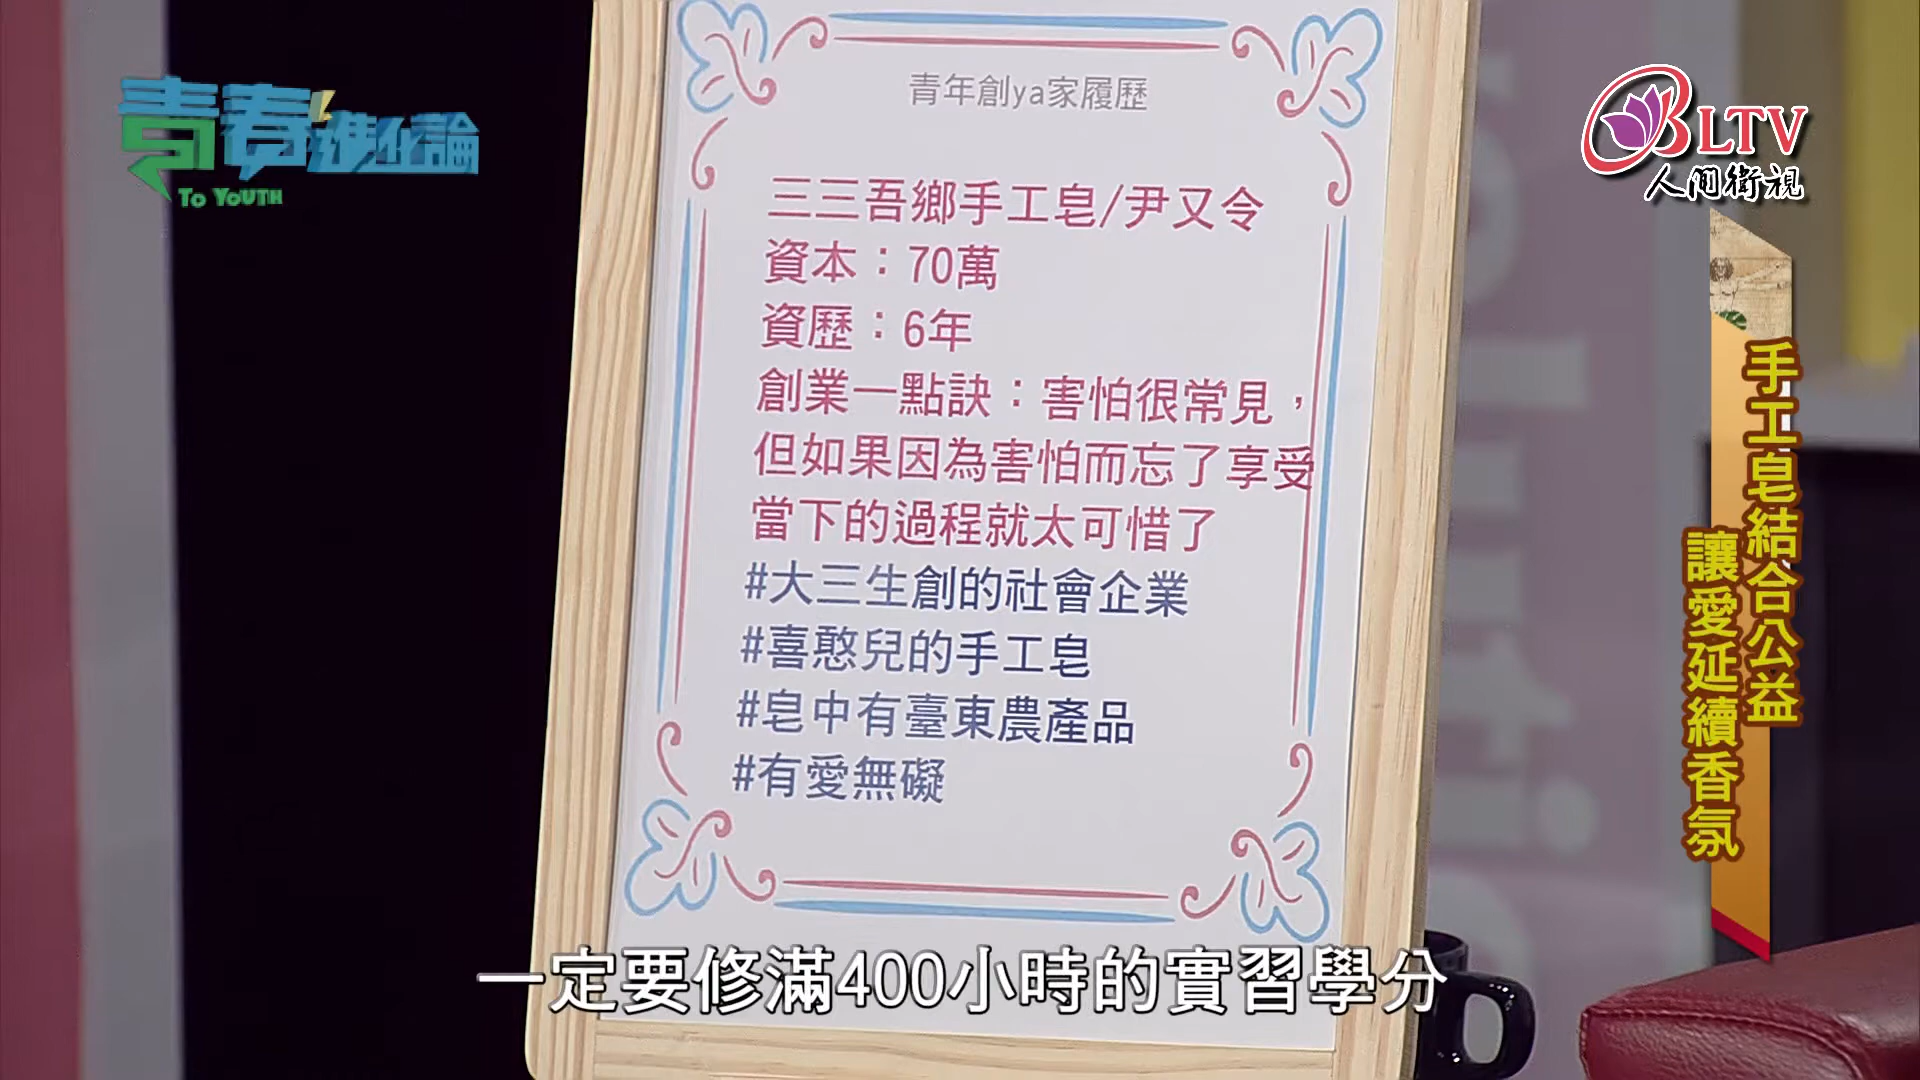 青春進化論
TO YOUTH
BLTV
人間衛視
青年創ya家履歷
三三吾鄉手工皂/尹又令
資本：70萬
資歷：6年
創業一點訣：害怕很常見，
但如果因為害怕而忘了享受
當下的過程就太可惜了
#大三生創的社會企業
#喜憨兒的手工皂
#皂中有臺東農產品
#有愛無礙
手工皂結合公益
讓愛延續香氛
一定要修滿400小時的實習學分